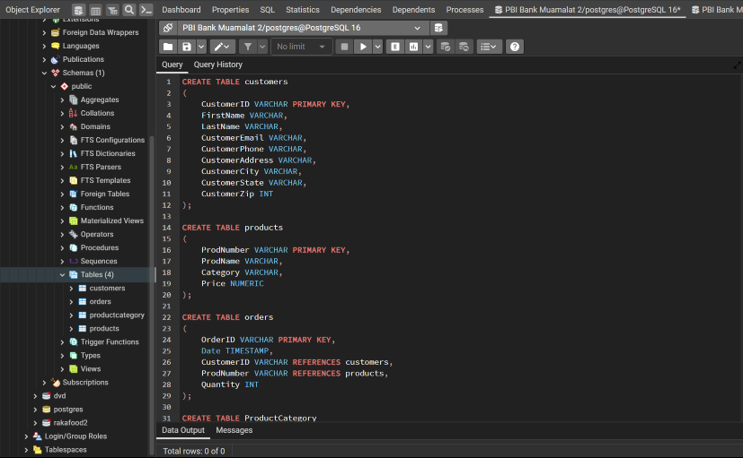 Object Explorer
Dashboard Properties SQL Statistics Dependencies Dependents Processes PBI Bank Muamalat 2/postgres@PostgreSQL 16* PBI Bank Muamal
PBI Bank Muamalat 2/postgres@PostgreSQL 16
No limit
Query Query History
Extensions
Foreign Data Wrappers
Languages
Publications
Schemas (1)
public
Aggregates
Collations
Domains
FTS Configurations
FTS Dictionaries
FTS Parsers
FTS Templates
Foreign Tables
Functions
Materialized Views
Operators
Procedures
Sequences
Tables (4)
customers
orders
productcategory
products
Trigger Functions
Types
Views
Subscriptions
dvd
postgres
rakafood2
Login/Group Roles
Tablespaces
1 CREATE TABLE customers
2 (
3 CustomerID VARCHAR PRIMARY KEY,
4 FirstName VARCHAR,
5 LastName VARCHAR,
6 CustomerEmail VARCHAR,
7 CustomerPhone VARCHAR,
8 CustomerAddress VARCHAR,
9 CustomerCity VARCHAR,
10 CustomerState VARCHAR,
11 CustomerZip INT
12 );
13
14 CREATE TABLE products
15 (
16 ProdNumber VARCHAR PRIMARY KEY,
17 ProdName VARCHAR,
18 Category VARCHAR,
19 Price NUMERIC
20 );
21
22 CREATE TABLE orders
23 (
24 OrderID VARCHAR PRIMARY KEY,
25 Date TIMESTAMP,
26 CustomerID VARCHAR REFERENCES customers,
27 ProdNumber VARCHAR REFERENCES products,
28 Quantity INT
29 );
30
31 CREATE TABLE ProductCategory
Data Output Messages
Total rows: 0 of 0